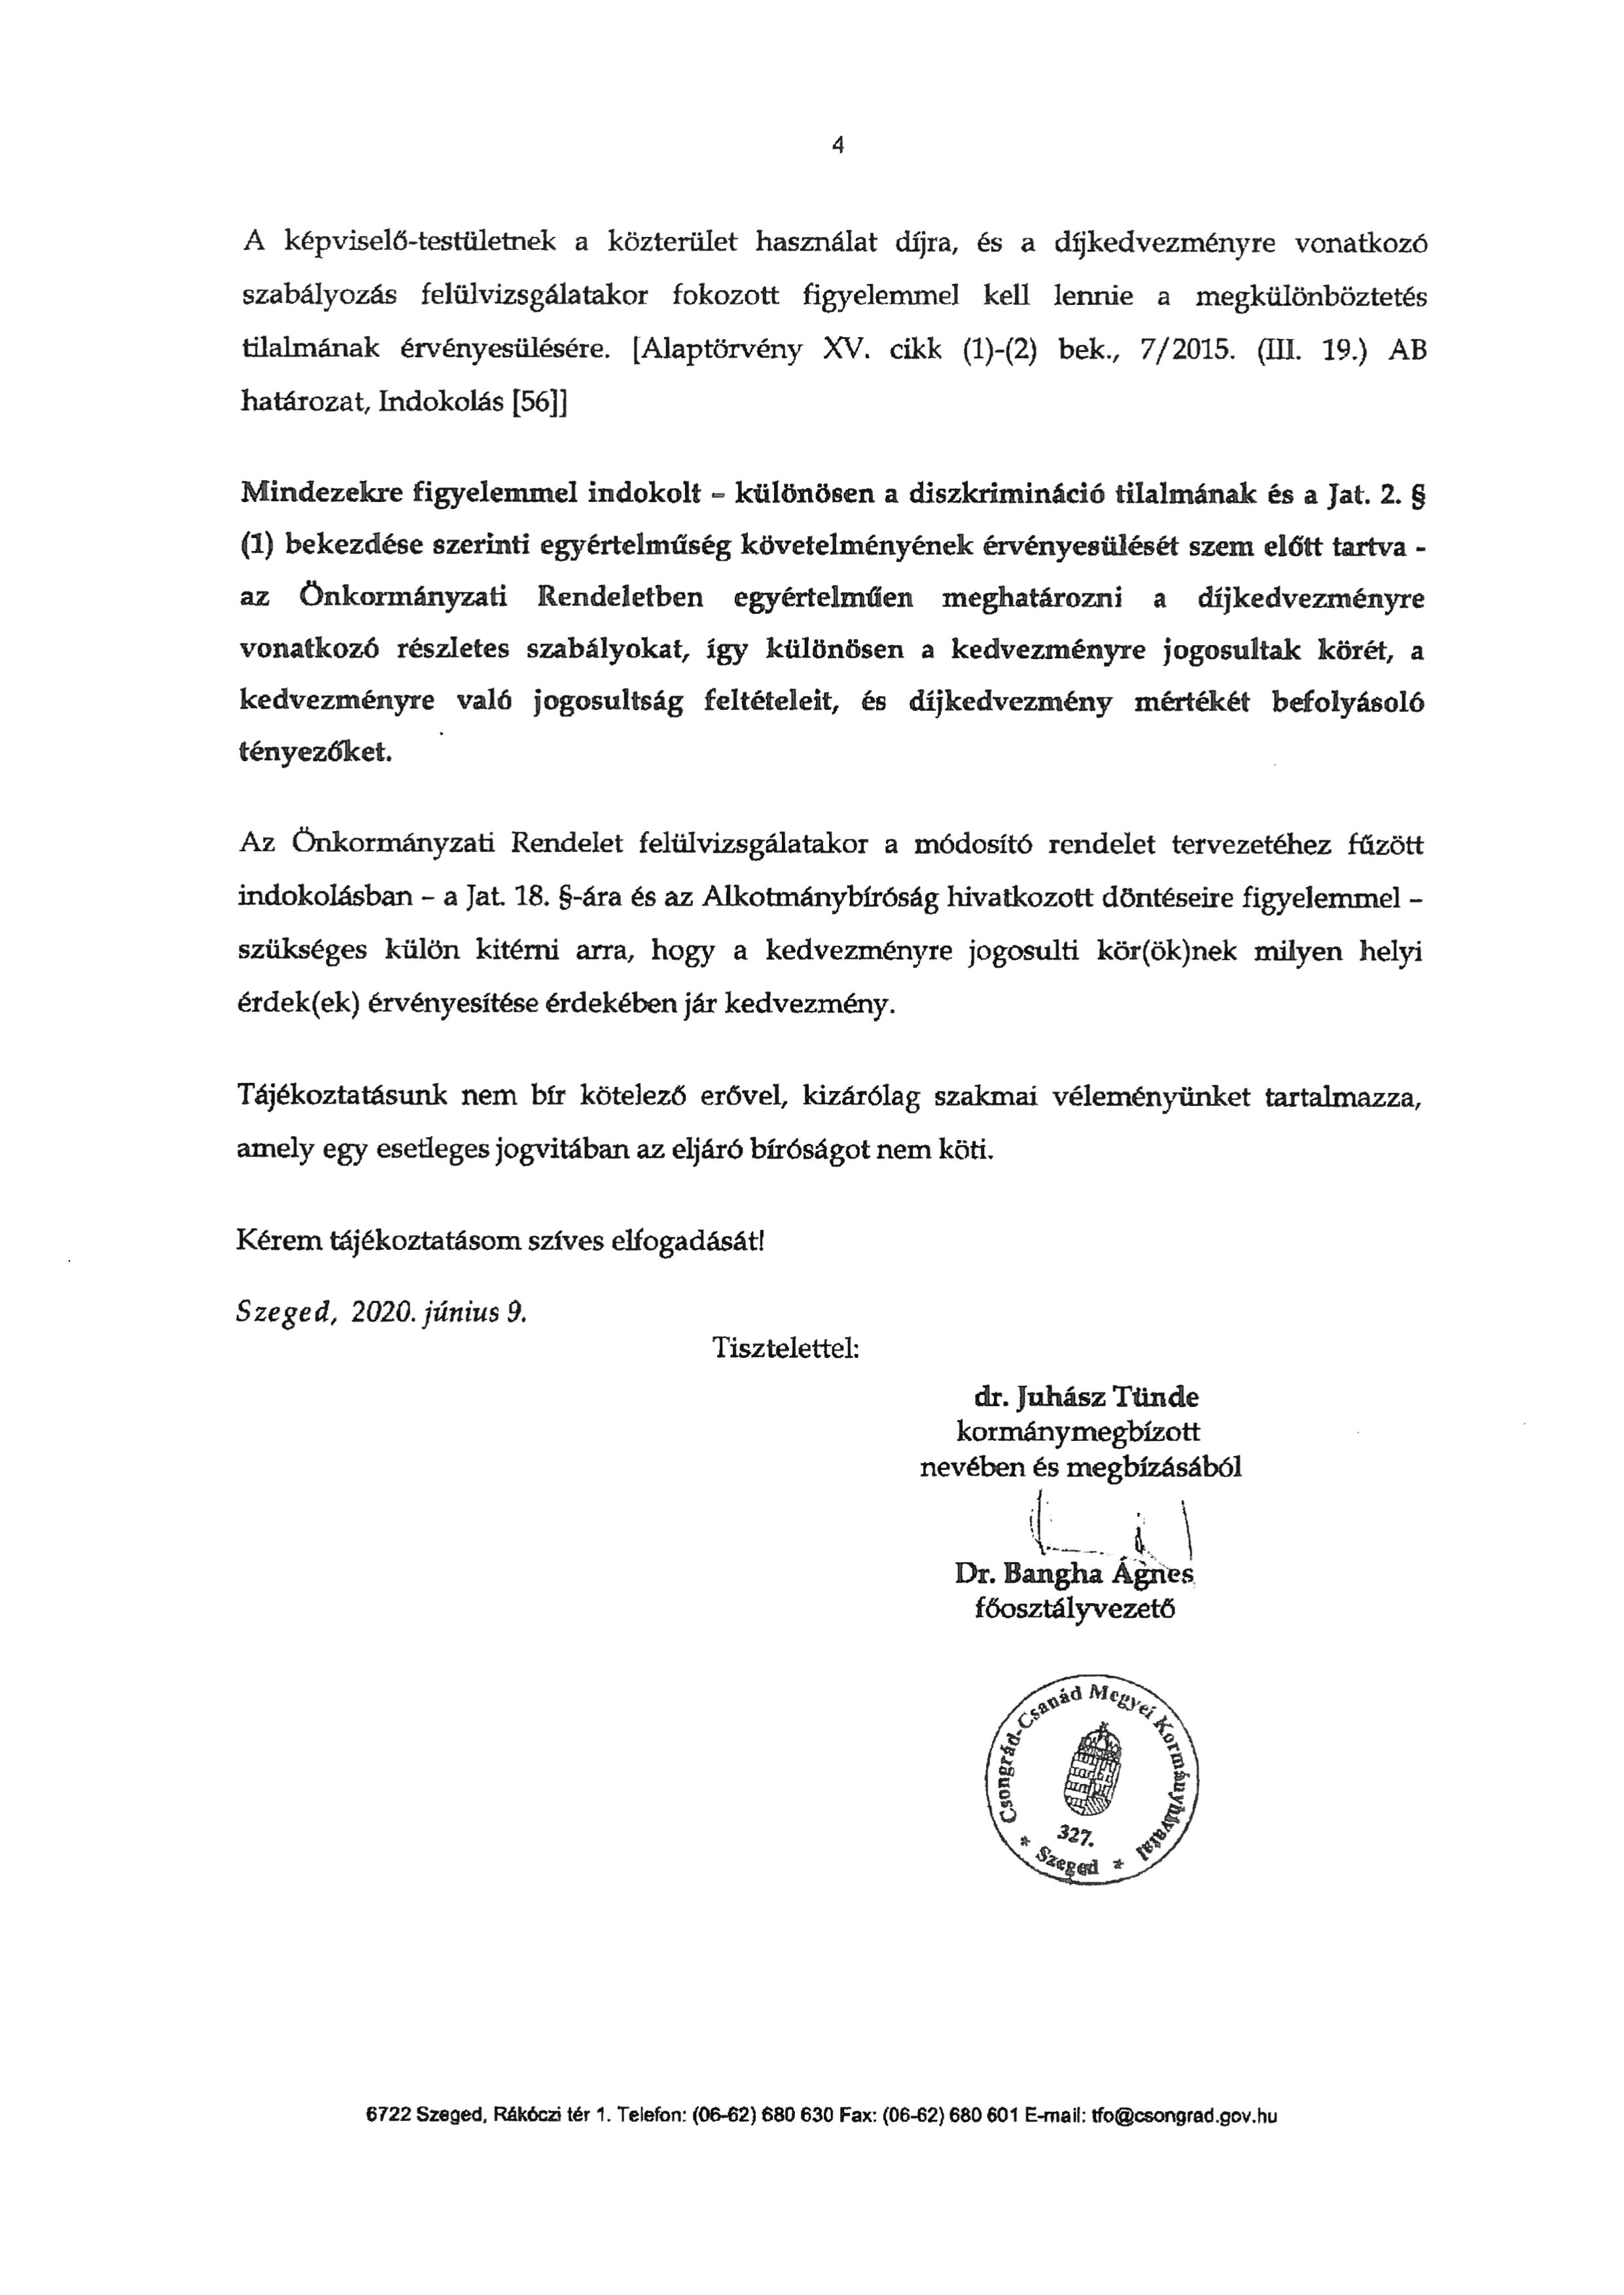 4
A képviselő-testületnek a közterület használat díjra, és a díjkedvezményre vonatkozó
szabályozás felülvizsgálatakor fokozott figyelemmel kell lennie a megkülönböztetés
tilalmának érvényesülésére. [Alaptörvény XV. cikk (1)-(2) bek., 7/2015. (III. 19.) AB
határozat, Indokolás [56]]
Mindezekre figyelemmel indokolt – különösen a diszkrimináció tilalmának és a Jat. 2. §
(1) bekezdése szerinti egyértelműség követelményének érvényesülését szem előtt tartva -
az Önkormányzati Rendeletben egyértelműen meghatározni a díjkedvezményre
vonatkozó részletes szabályokat, így különösen a kedvezményre jogosultak körét, a
kedvezményre való jogosultság feltételeit, és díjkedvezmény mértékét befolyásoló
tényezőket.
Az Önkormányzati Rendelet felülvizsgálatakor a módosító rendelet tervezetéhez fűzött
indokolásban – a Jat. 18. §-ára és az Alkotmánybíróság hivatkozott döntéseire figyelemmel –
szükséges külön kitérni arra, hogy a kedvezményre jogosulti kör(ök)nek milyen helyi
érdek(ek) érvényesítése érdekében jár kedvezmény.
Tájékoztatásunk nem bír kötelező erővel, kizárólag szakmai véleményünket tartalmazza,
amely egy esetleges jogvitában az eljáró bíróságot nem köti.
Kérem tájékoztatásom szíves elfogadását!
Szeged, 2020. június 9.
Tisztelettel:
dr. Juhász Tünde
kormánymegbízott
nevében és megbízásából
Dr. Bangha Ágnes
főosztályvezető
Csongrád-Csanád Megyei Kormányhivatal
327.
* Szeged *
6722 Szeged, Rákóczi tér 1. Telefon: (06-62) 680 630 Fax: (06-62) 680 601 E-mail: tfo@csongrad.gov.hu